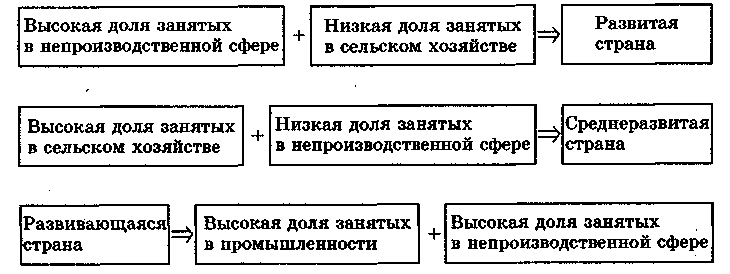 Высокая доля занятых
в непроизводственной сфере
+
Низкая доля занятых
в сельском хозяйстве
⇒
Развитая
страна
Высокая доля занятых
в сельском хозяйстве
+
Низкая доля занятых
в непроизводственной сфере
⇒
Среднеразвитая
страна
Развивающаяся
страна
⇒
Высокая доля занятых
в промышленности
+
Высокая доля занятых
в непроизводственной сфере